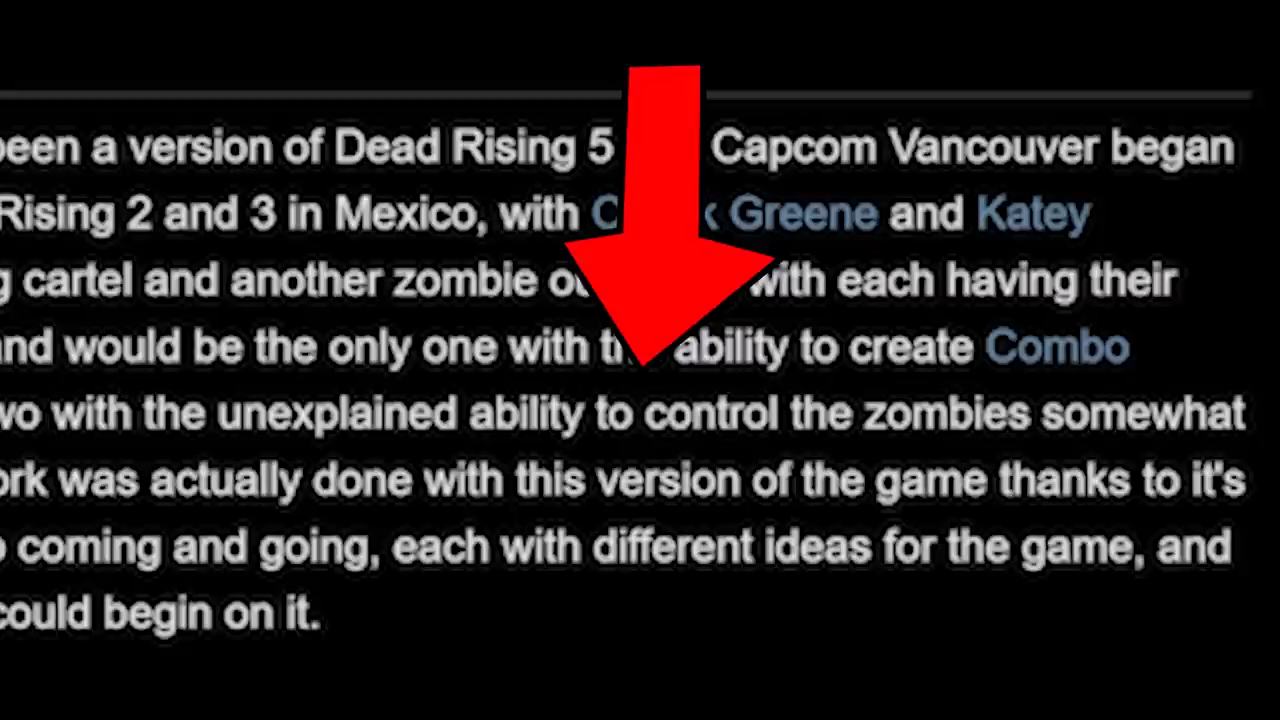 been a version of Dead Rising 5 Capcom Vancouver began
Rising 2 and 3 in Mexico, with Greene and Katey
cartel and another zombie with each having their
and would be the only one with ability to create Combo
with the unexplained ability to control the zombies somewhat
was actually done with this version of the game thanks to it's
coming and going, each with different ideas for the game, and
could begin on it.